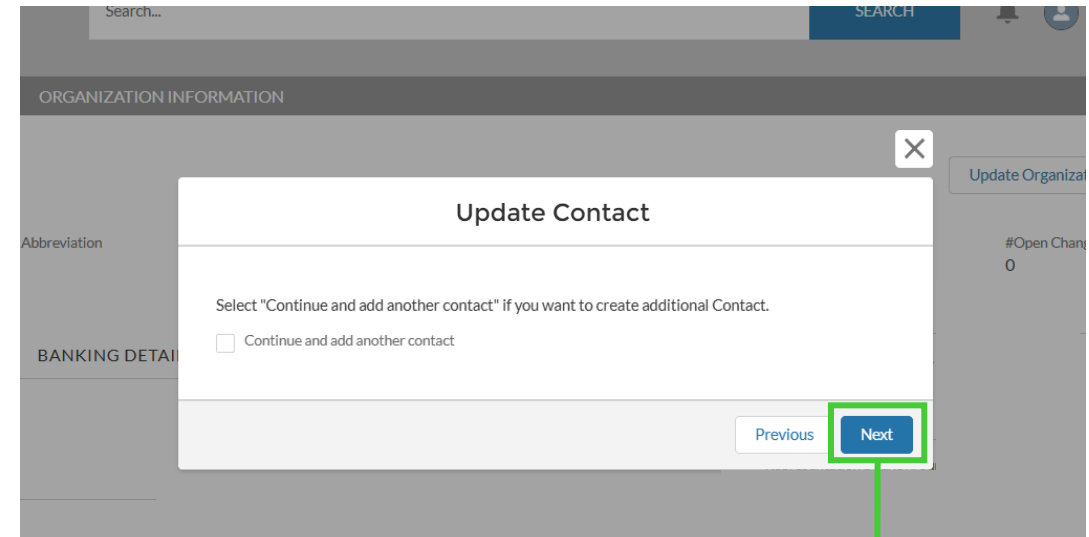 Search...
SEARCH
ORGANIZATION INFORMATION
Update Organizat
Update Contact
Abbreviation
#Open Chang
0
Select "Continue and add another contact" if you want to create additional Contact.
Continue and add another contact
BANKING DETAI
Previous
Next